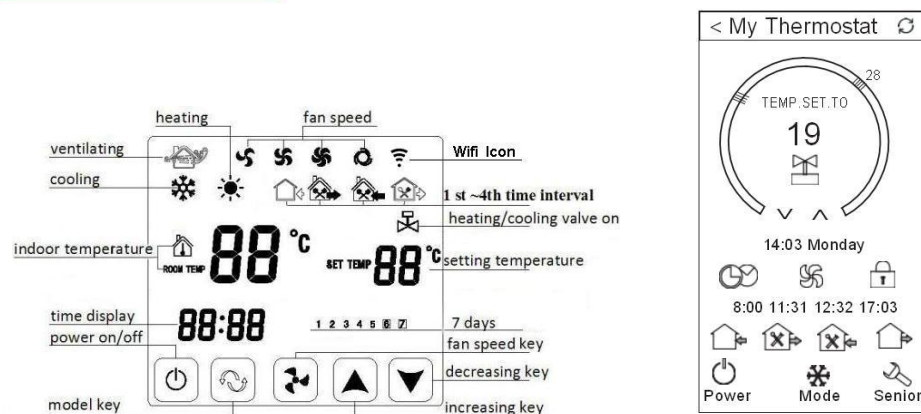 heating
fan speed
ventilating
Wifi Icon
cooling
1 st ~4th time interval
heating/cooling valve on
indoor temperature
ROOM TEMP
88 °C
SET TEMP 88 °C
setting temperature
time display
88:88
1 2 3 4 5 6 7
7 days
power on/off
fan speed key
decreasing key
model key
increasing key
< My Thermostat
28
TEMP.SET.TO
19
14:03 Monday
8:00 11:31 12:32 17:03
Power
Mode
Senior